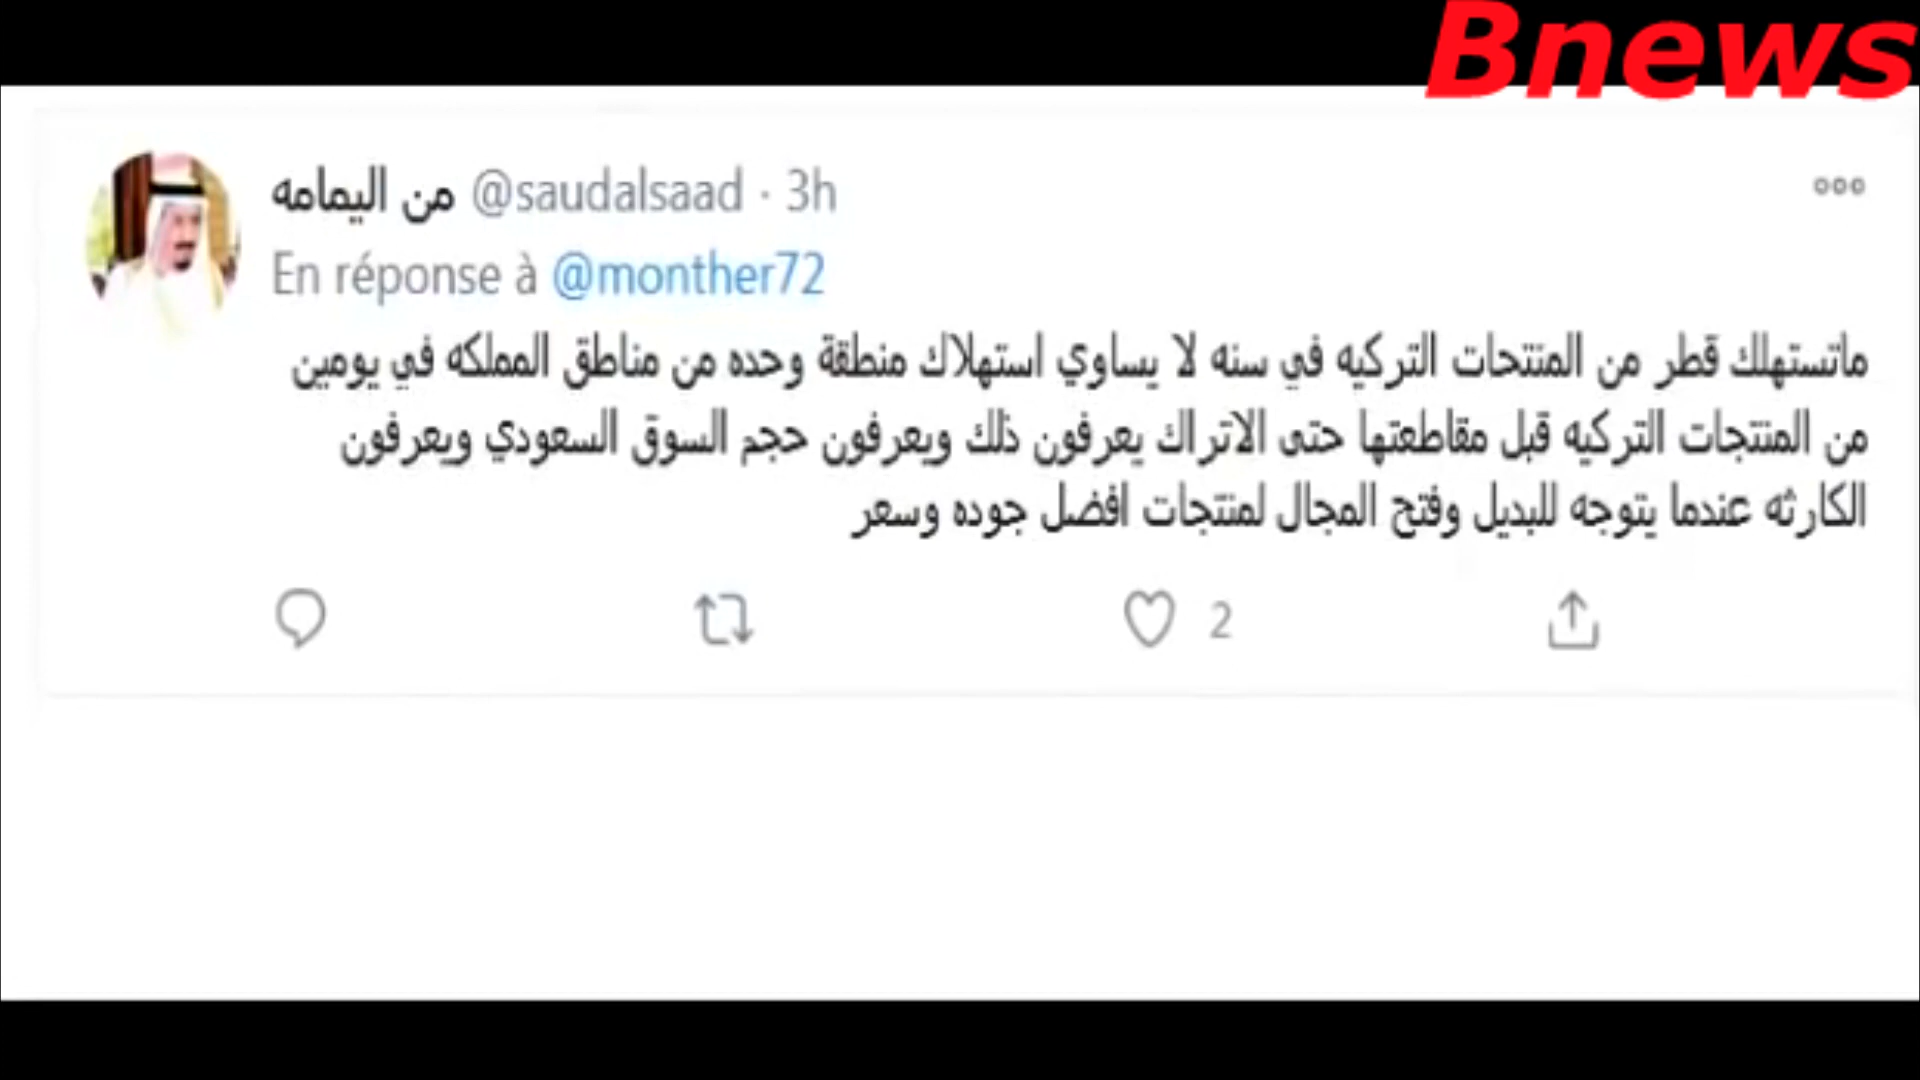 Bnews
من اليمامه @saudalsaad · 3h
En réponse à @monther72
ماتستهلك قطر من المنتحات التركيه في سنه لا يساوي استهلاك منطقة وحده من مناطق المملكه في يومين
من المنتجات التركيه قبل مقاطعتها حتى الاتراك يعرفون ذلك ويعرفون حجم السوق السعودي ويعرفون
الكارثه عندما يتوجه للبديل وفتح المجال لمنتجات افضل جوده وسعر
2